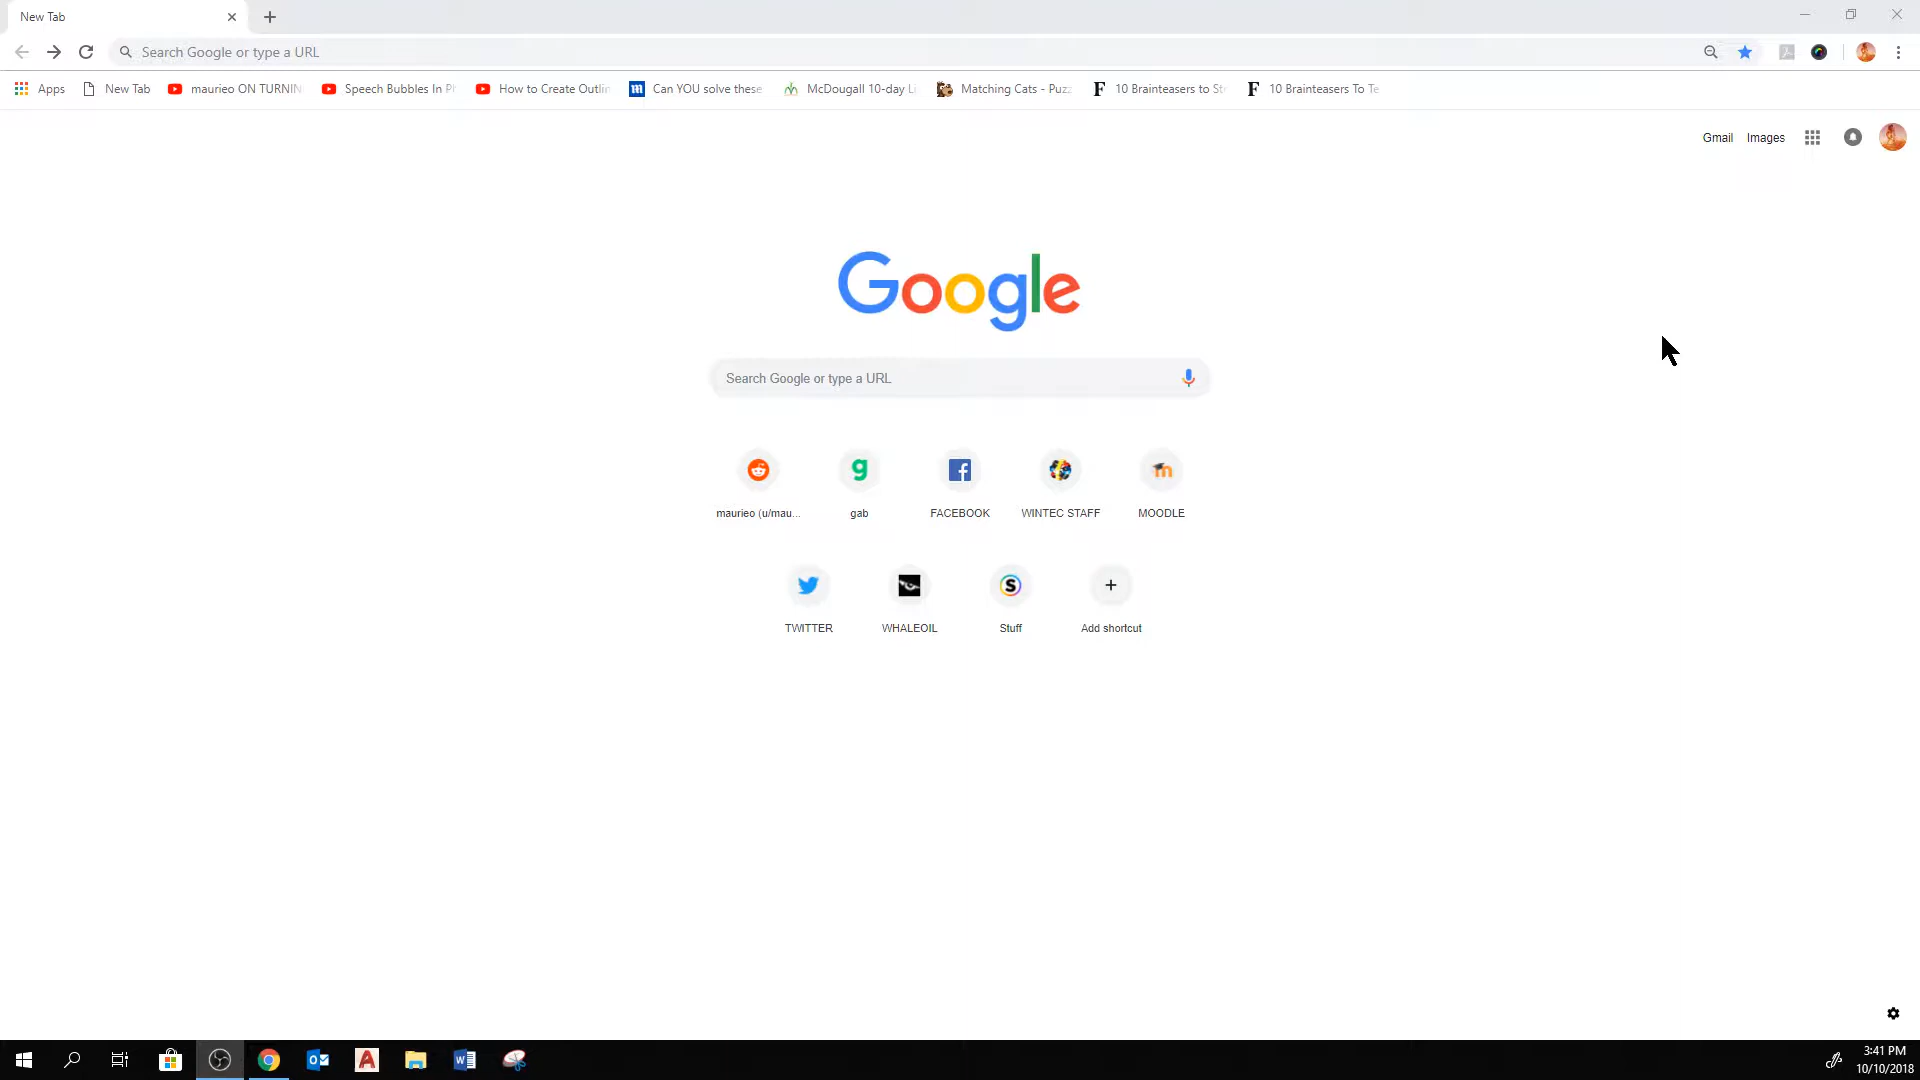 New Tab
Search Google or type a URL
Apps New Tab maurieo ON TURNIN Speech Bubbles In P How to Create Outlin Can YOU solve these McDougall 10-day Li Matching Cats - Puzz 10 Brainteasers to St 10 Brainteasers To Te
Gmail Images
Google
Search Google or type a URL
maurieo (u/mau... gab FACEBOOK WINTEC STAFF MOODLE
TWITTER WHALEOIL Stuff Add shortcut
3:41 PM
10/10/2018